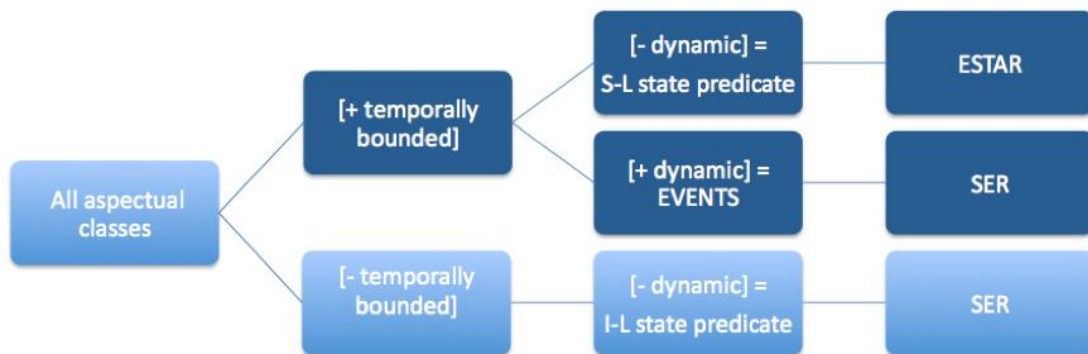 All aspectual
classes
[+ temporally
bounded]
[- dynamic] =
S-L state predicate
ESTAR
[+ dynamic] =
EVENTS
SER
[- temporally
bounded]
[- dynamic] =
I-L state predicate
SER